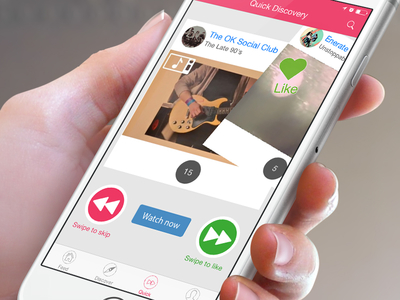 Quick Discovery
The OK Social Club
The Late 90's
Enerate
Unstoppab
Like
15
5
Watch now
Swipe to skip
Swipe to like
Feed
Discover
Quick